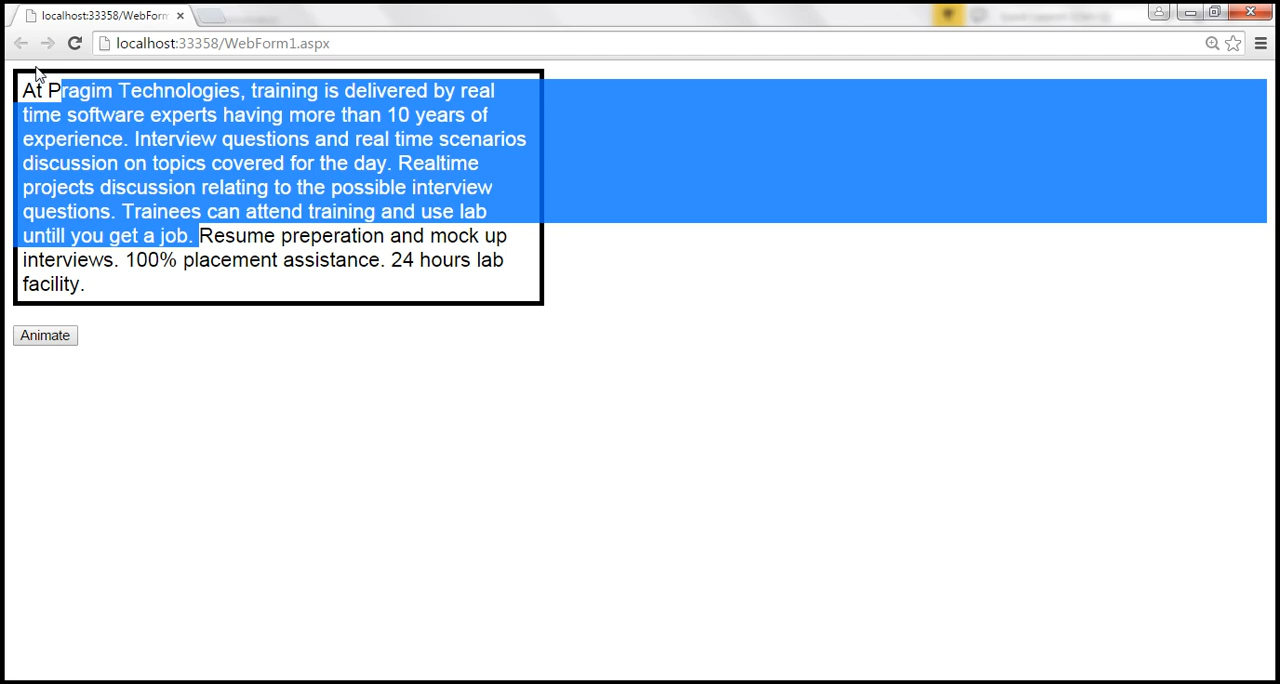 localhost:33358/WebForm
localhost:33358/WebForm1.aspx
At Pragim Technologies, training is delivered by real
time software experts having more than 10 years of
experience. Interview questions and real time scenarios
discussion on topics covered for the day. Realtime
projects discussion relating to the possible interview
questions. Trainees can attend training and use lab
untill you get a job. Resume preperation and mock up
interviews. 100% placement assistance. 24 hours lab
facility.
Animate